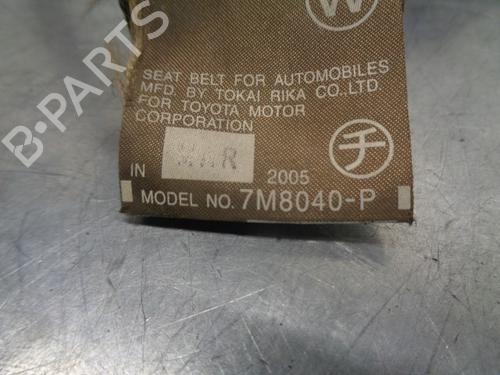 W
SEAT BELT FOR AUTOMOBILES
MFD. BY TOKAI RIKA CO., LTD.
FOR TOYOTA MOTOR
CORPORATION
チ
IN MAR 2005
MODEL NO. 7M8040-P
B-PARTS